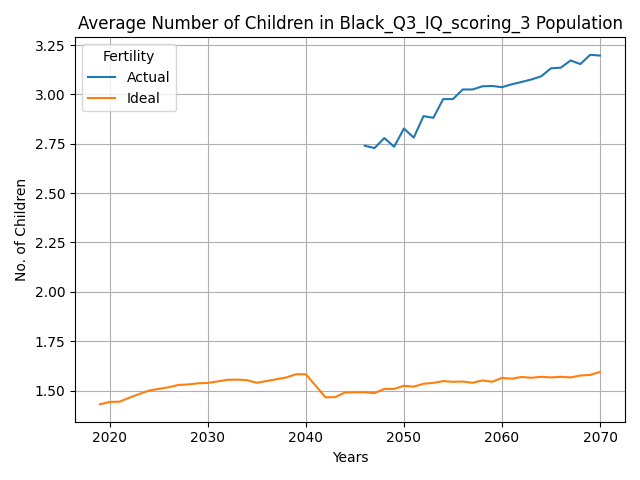 Average Number of Children in Black_Q3_IQ_scoring_3 Population
Fertility
Actual
Ideal
No. of Children
3.25
3.00
2.75
2.50
2.25
2.00
1.75
1.50
2020 2030 2040 2050 2060 2070
Years